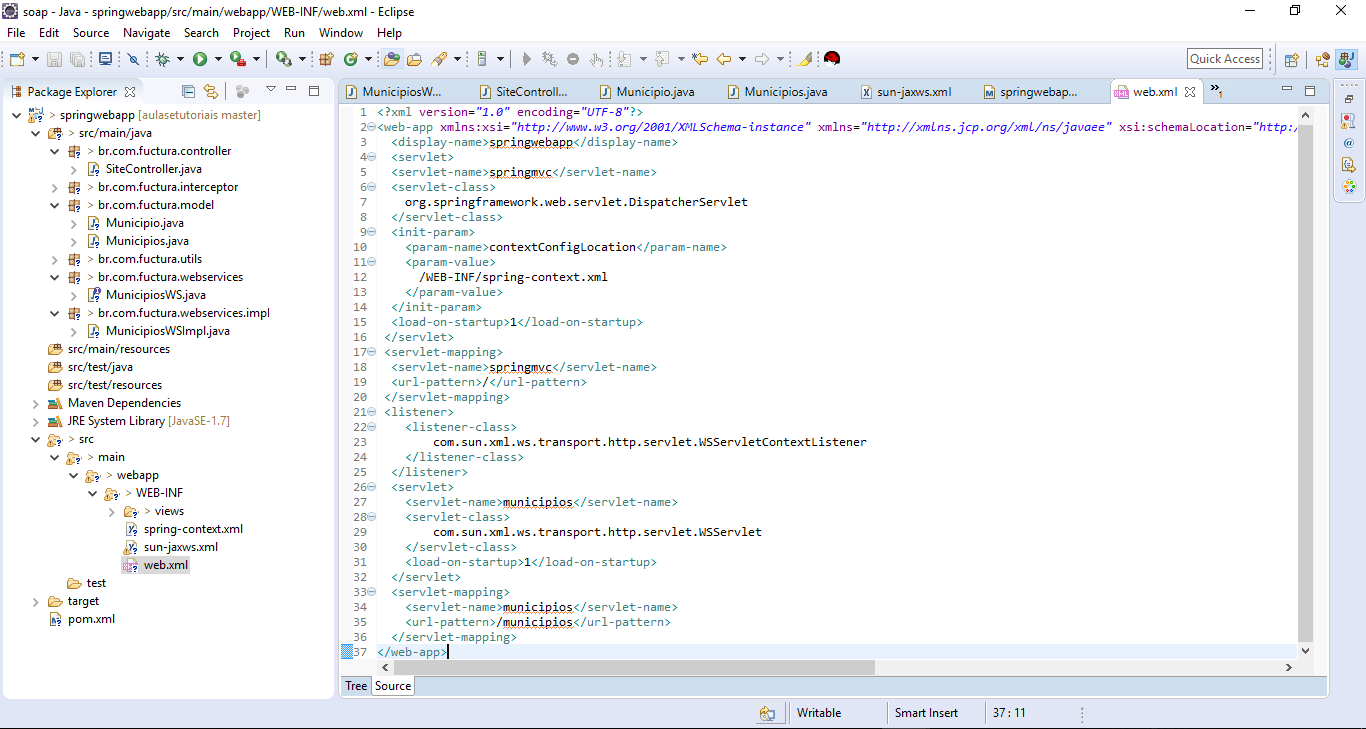 soap - Java - springwebapp/src/main/webapp/WEB-INF/web.xml - Eclipse
File Edit Source Navigate Search Project Run Window Help
Quick Access
Package Explorer
MunicipiosW... SiteControll... Municipio.java Municipios.java sun-jaxws.xml springwebap... web.xml »1
> springwebapp [aulasetutoriais master]
> src/main/java
> br.com.fuctura.controller
SiteController.java
> br.com.fuctura.interceptor
> br.com.fuctura.model
Municipio.java
Municipios.java
> br.com.fuctura.utils
> br.com.fuctura.webservices
MunicipiosWS.java
> br.com.fuctura.webservices.impl
MunicipiosWSImpl.java
src/main/resources
src/test/java
src/test/resources
Maven Dependencies
JRE System Library [JavaSE-1.7]
> src
> main
> webapp
> WEB-INF
> views
spring-context.xml
sun-jaxws.xml
web.xml
test
target
pom.xml
1 <?xml version="1.0" encoding="UTF-8"?>
2 <web-app xmlns:xsi="http://www.w3.org/2001/XMLSchema-instance" xmlns="http://xmlns.jcp.org/xml/ns/javaee" xsi:schemaLocation="http:/
3 <display-name>springwebapp</display-name>
4 <servlet>
5 <servlet-name>springmvc</servlet-name>
6 <servlet-class>
7 org.springframework.web.servlet.DispatcherServlet
8 </servlet-class>
9 <init-param>
10 <param-name>contextConfigLocation</param-name>
11 <param-value>
12 /WEB-INF/spring-context.xml
13 </param-value>
14 </init-param>
15 <load-on-startup>1</load-on-startup>
16 </servlet>
17 <servlet-mapping>
18 <servlet-name>springmvc</servlet-name>
19 <url-pattern>/</url-pattern>
20 </servlet-mapping>
21 <listener>
22 <listener-class>
23 com.sun.xml.ws.transport.http.servlet.WSServletContextListener
24 </listener-class>
25 </listener>
26 <servlet>
27 <servlet-name>municipios</servlet-name>
28 <servlet-class>
29 com.sun.xml.ws.transport.http.servlet.WSServlet
30 </servlet-class>
31 <load-on-startup>1</load-on-startup>
32 </servlet>
33 <servlet-mapping>
34 <servlet-name>municipios</servlet-name>
35 <url-pattern>/municipios</url-pattern>
36 </servlet-mapping>
37 </web-app>
Tree Source
Writable Smart Insert 37 : 11